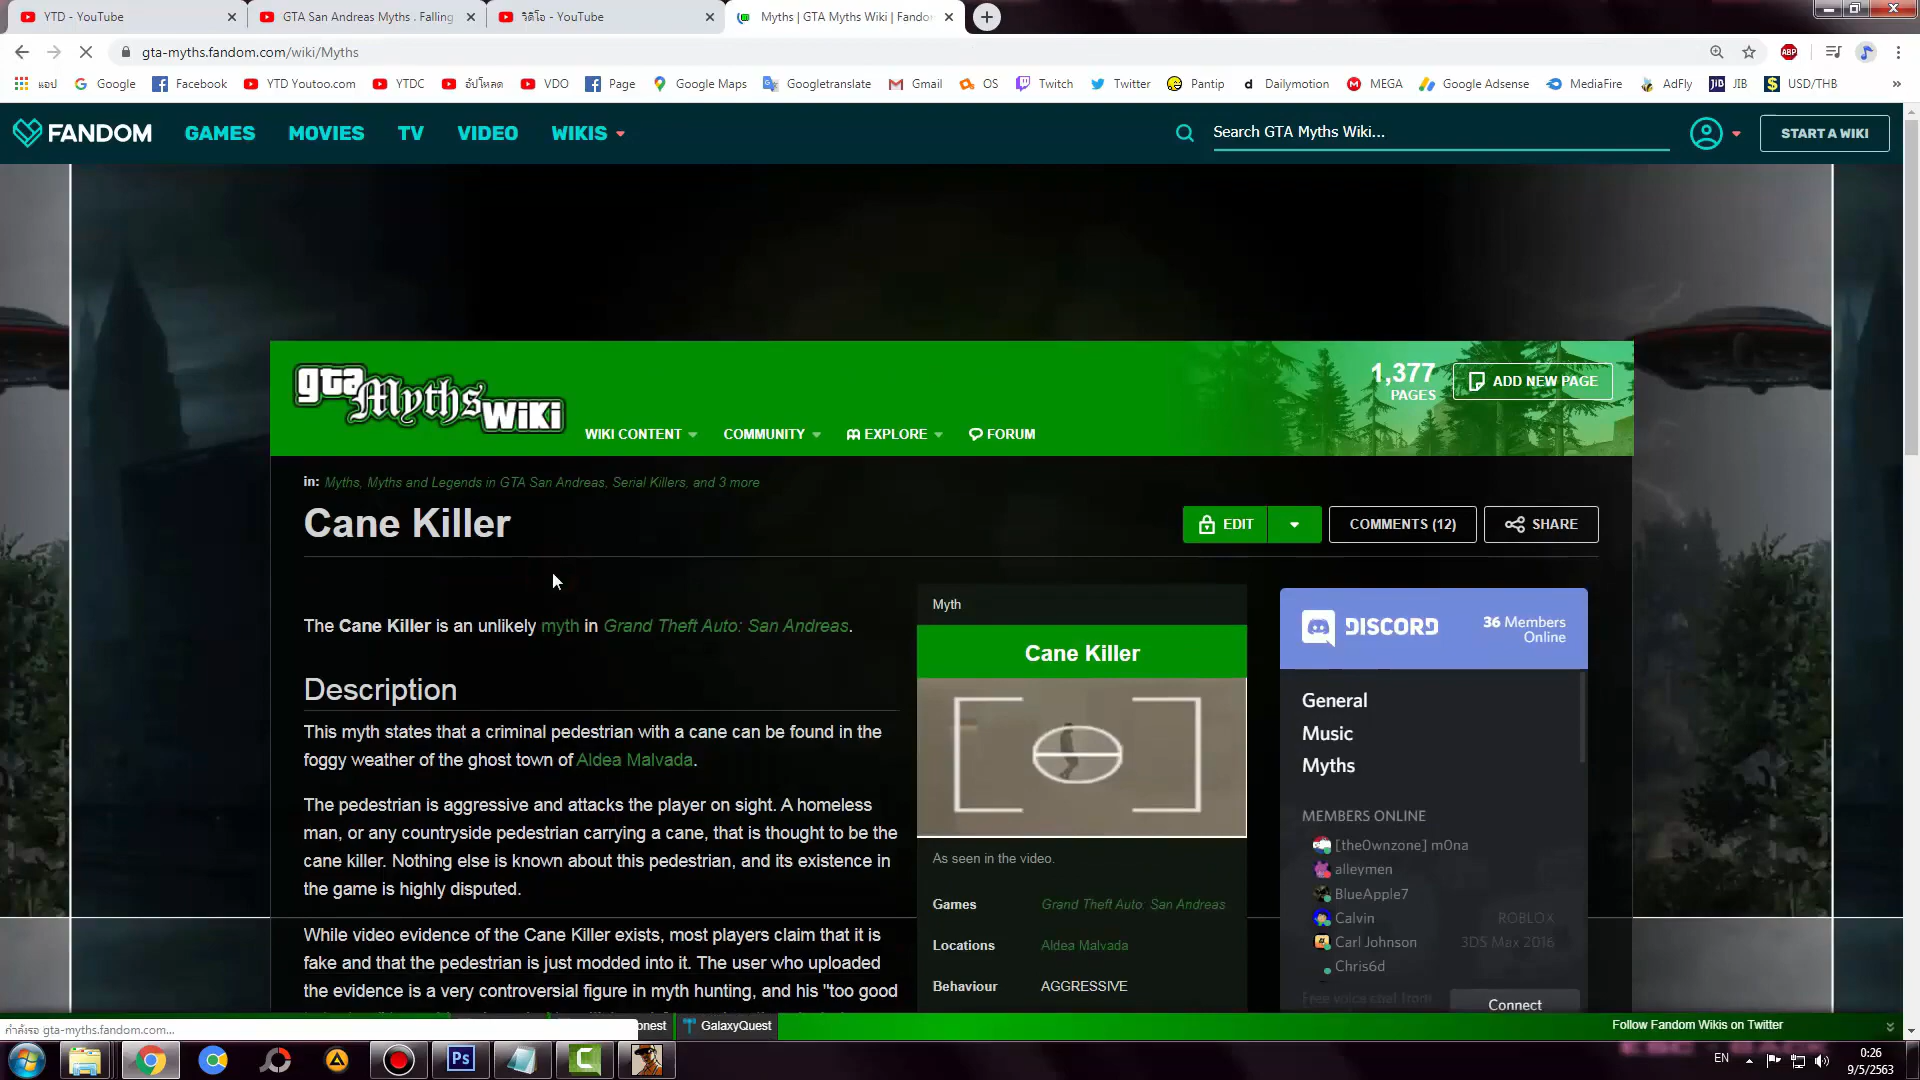 YTD - YouTube
GTA San Andreas Myths . Falling
วิดีโอ - YouTube
Myths | GTA Myths Wiki | Fandom
gta-myths.fandom.com/wiki/Myths
ABP
แอป Google Facebook YTD Youtoo.com YTDC อัปโหลด VDO Page Google Maps Googletranslate Gmail OS Twitch Twitter Pantip Dailymotion MEGA Google Adsense MediaFire AdFly JIB USD/THB
FANDOM GAMES MOVIES TV VIDEO WIKIS Search GTA Myths Wiki... START A WIKI
gta Myths WiKi
1,377
PAGES
ADD NEW PAGE
WIKI CONTENT COMMUNITY EXPLORE FORUM
in: Myths, Myths and Legends in GTA San Andreas, Serial Killers, and 3 more
Cane Killer
EDIT COMMENTS (12) SHARE
The Cane Killer is an unlikely myth in Grand Theft Auto: San Andreas.
Description
This myth states that a criminal pedestrian with a cane can be found in the
foggy weather of the ghost town of Aldea Malvada.
The pedestrian is aggressive and attacks the player on sight. A homeless
man, or any countryside pedestrian carrying a cane, that is thought to be the
cane killer. Nothing else is known about this pedestrian, and its existence in
the game is highly disputed.
While video evidence of the Cane Killer exists, most players claim that it is
fake and that the pedestrian is just modded into it. The user who uploaded
the evidence is a very controversial figure in myth hunting, and his "too good
Myth
Cane Killer
As seen in the video.
Games Grand Theft Auto: San Andreas
Locations Aldea Malvada
Behaviour AGGRESSIVE
DISCORD
36 Members
Online
General
Music
Myths
MEMBERS ONLINE
[the0wnzone] m0na
alleymen
BlueApple7
Calvin ROBLOX
Carl Johnson 3DS Max 2016
Chris6d
Connect
กำลังรอ gta-myths.fandom.com...
onest
GalaxyQuest
Follow Fandom Wikis on Twitter
Ps
EN
0:26
9/5/2563